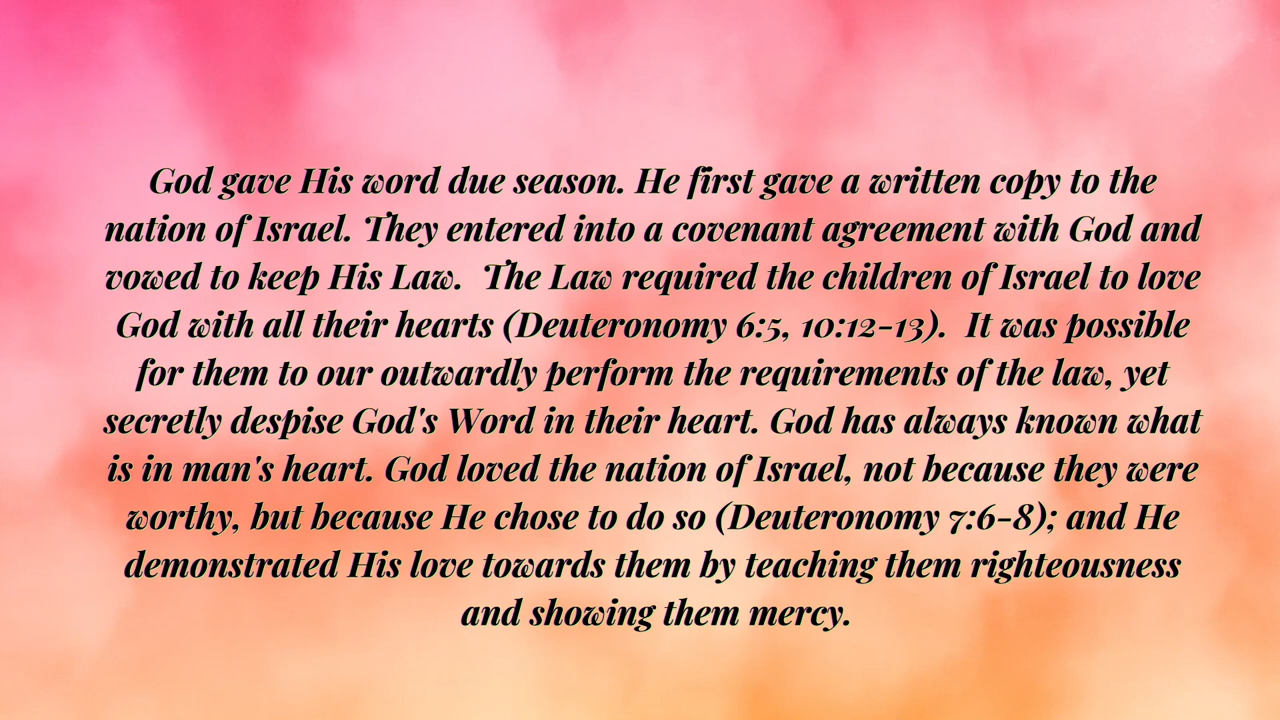 God gave His word due season. He first gave a written copy to the
nation of Israel. They entered into a covenant agreement with God and
vowed to keep His Law.  The Law required the children of Israel to love
God with all their hearts (Deuteronomy 6:5, 10:12-13).  It was possible
for them to our outwardly perform the requirements of the law, yet
secretly despise God's Word in their heart. God has always known what
is in man's heart. God loved the nation of Israel, not because they were
worthy, but because He chose to do so (Deuteronomy 7:6-8); and He
demonstrated His love towards them by teaching them righteousness
and showing them mercy.